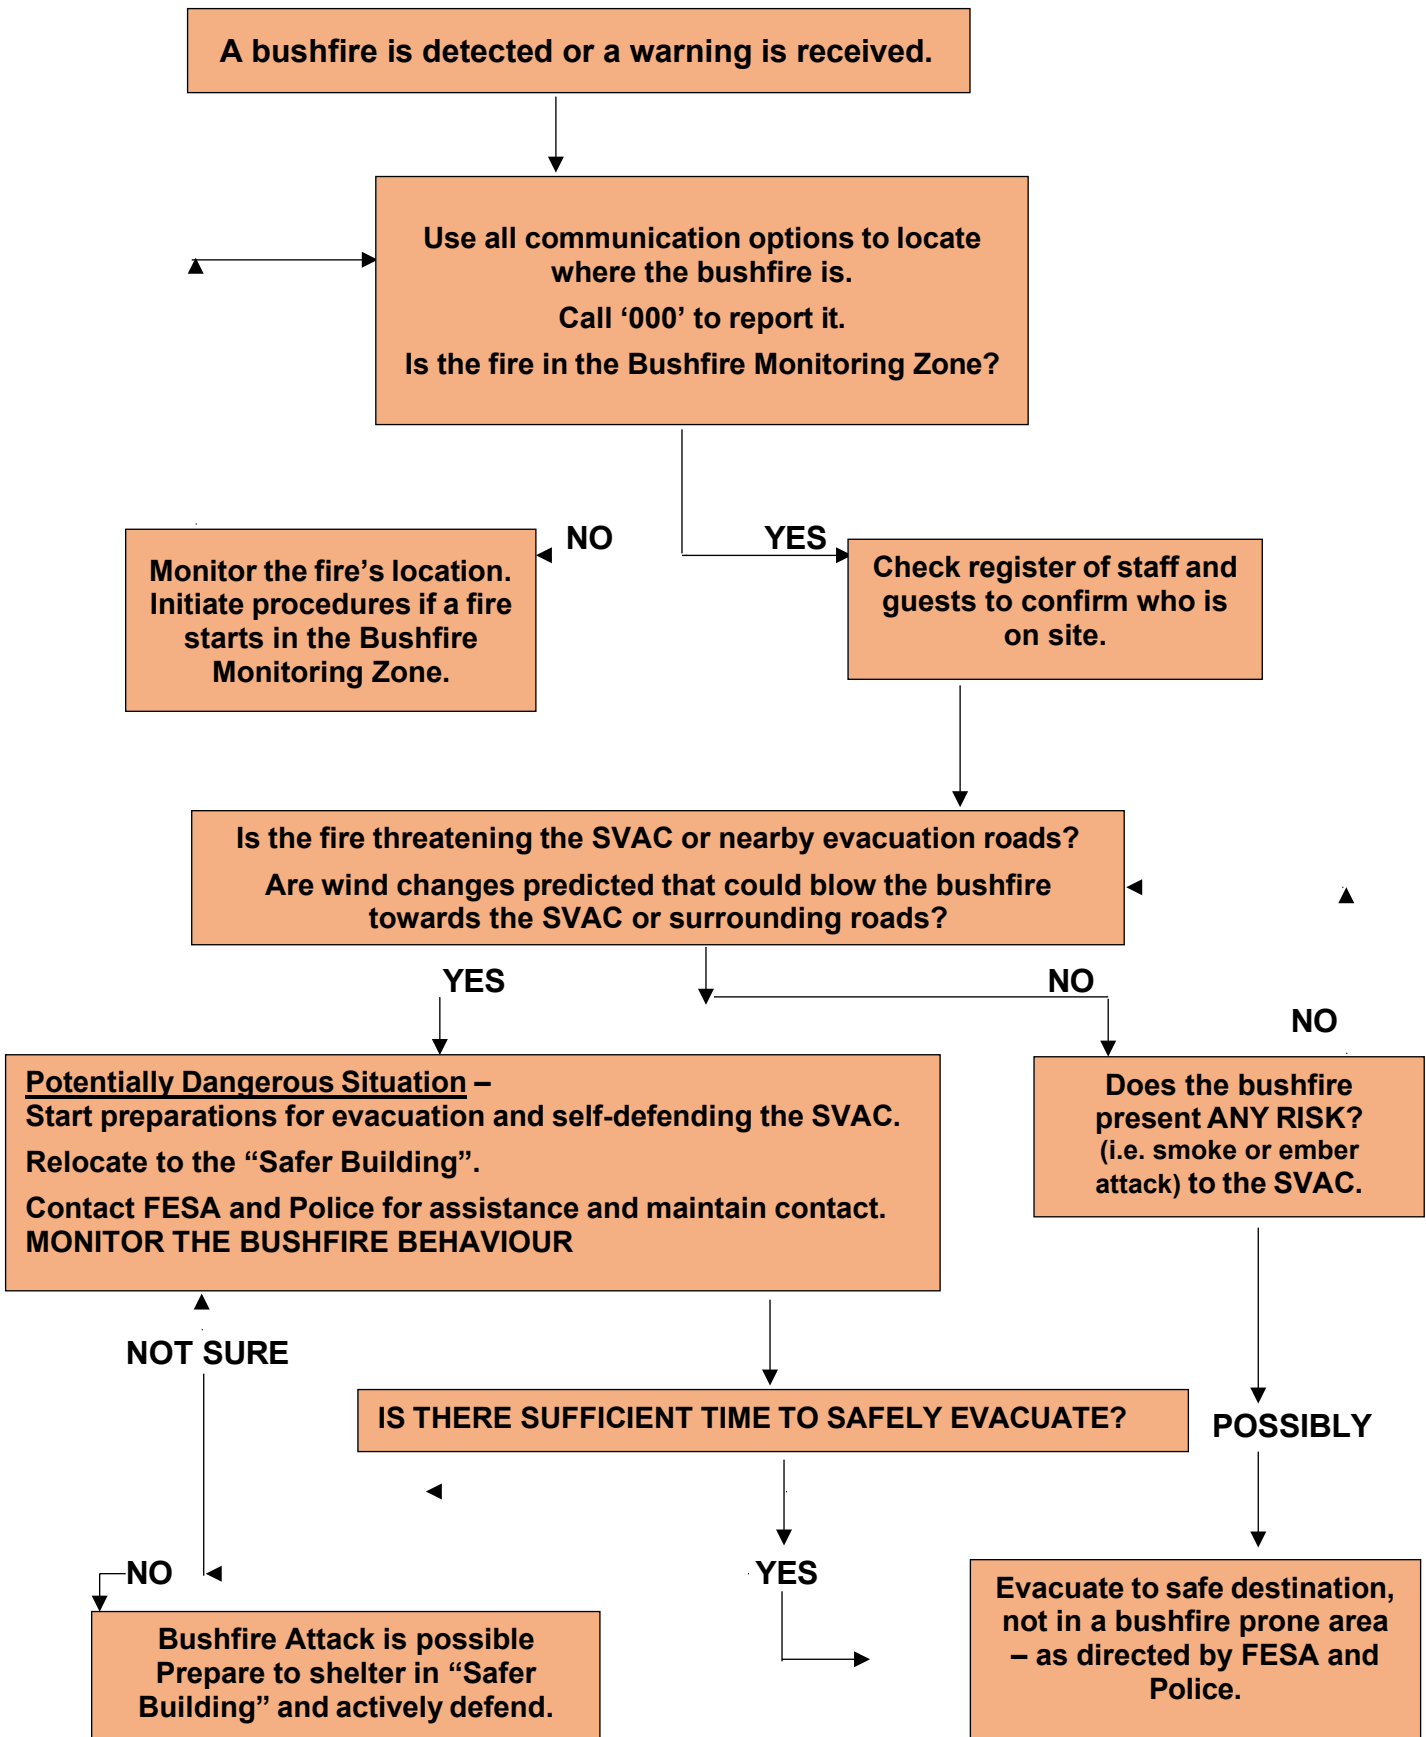 A bushfire is detected or a warning is received.
Use all communication options to locate
where the bushfire is.
Call ‘000’ to report it.
Is the fire in the Bushfire Monitoring Zone?
NO
YES
Monitor the fire’s location.
Initiate procedures if a fire
starts in the Bushfire
Monitoring Zone.
Check register of staff and
guests to confirm who is
on site.
Is the fire threatening the SVAC or nearby evacuation roads?
Are wind changes predicted that could blow the bushfire
towards the SVAC or surrounding roads?
YES
NO
NO
Potentially Dangerous Situation –
Start preparations for evacuation and self-defending the SVAC.
Relocate to the “Safer Building”.
Contact FESA and Police for assistance and maintain contact.
MONITOR THE BUSHFIRE BEHAVIOUR
Does the bushfire
present ANY RISK?
(i.e. smoke or ember
attack) to the SVAC.
NOT SURE
IS THERE SUFFICIENT TIME TO SAFELY EVACUATE?
POSSIBLY
NO
YES
Bushfire Attack is possible
Prepare to shelter in “Safer
Building” and actively defend.
Evacuate to safe destination,
not in a bushfire prone area
– as directed by FESA and
Police.